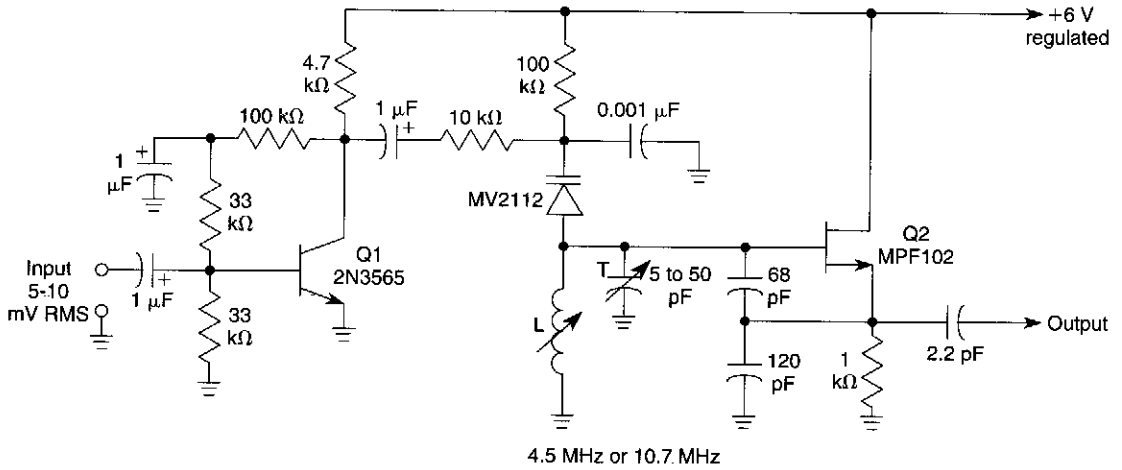 +6 V
regulated
4.7
kΩ
100
kΩ
1 μF
+
10 kΩ
0.001 μF
100 kΩ
+
1
μF
33
kΩ
MV2112
Q1
2N3565
Q2
MPF102
Input
5-10
mV RMS
+
1 μF
T
5 to 50
pF
68
pF
33
kΩ
L
120
pF
1
kΩ
2.2 pF
Output
4.5 MHz or 10.7 MHz